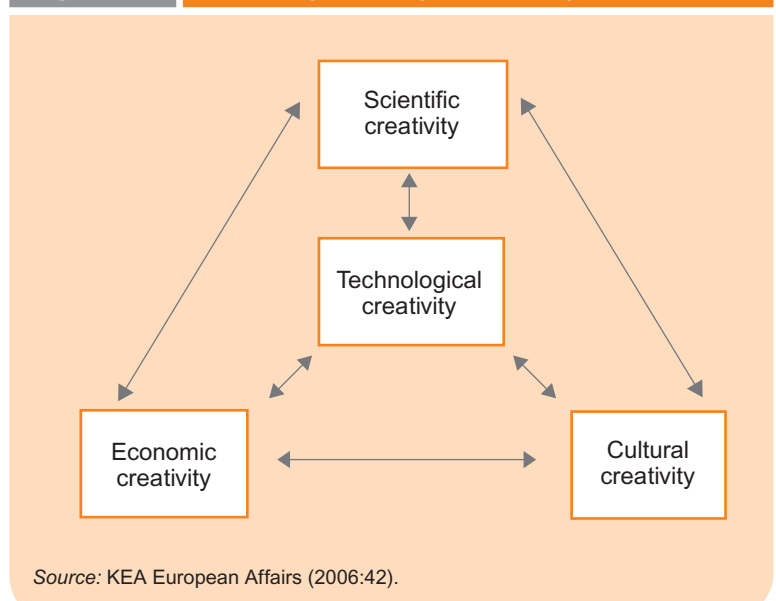 Scientific
creativity
Technological
creativity
Economic
creativity
Cultural
creativity
Source: KEA European Affairs (2006:42).